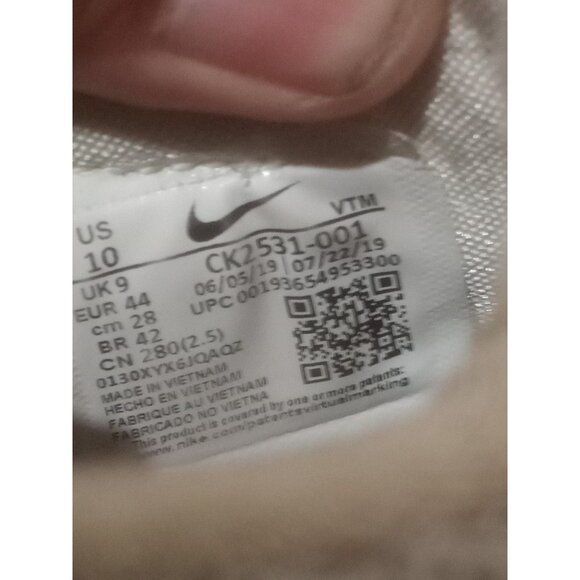 US
10
UK 9
EUR 44
cm 28
BR 42
CN 280(2.5)
VTM
CK2531-001
06/05/19 07/22/19
UPC 00193654953300
0130XYX6JQAQZ
MADE IN VIETNAM
HECHO EN VIETNAM
FABRIQUE AU VIETNAM
FABRICADO NO VIETNA
This product is covered by one or more patents:
www.nike.com/patentsvirtualmarking